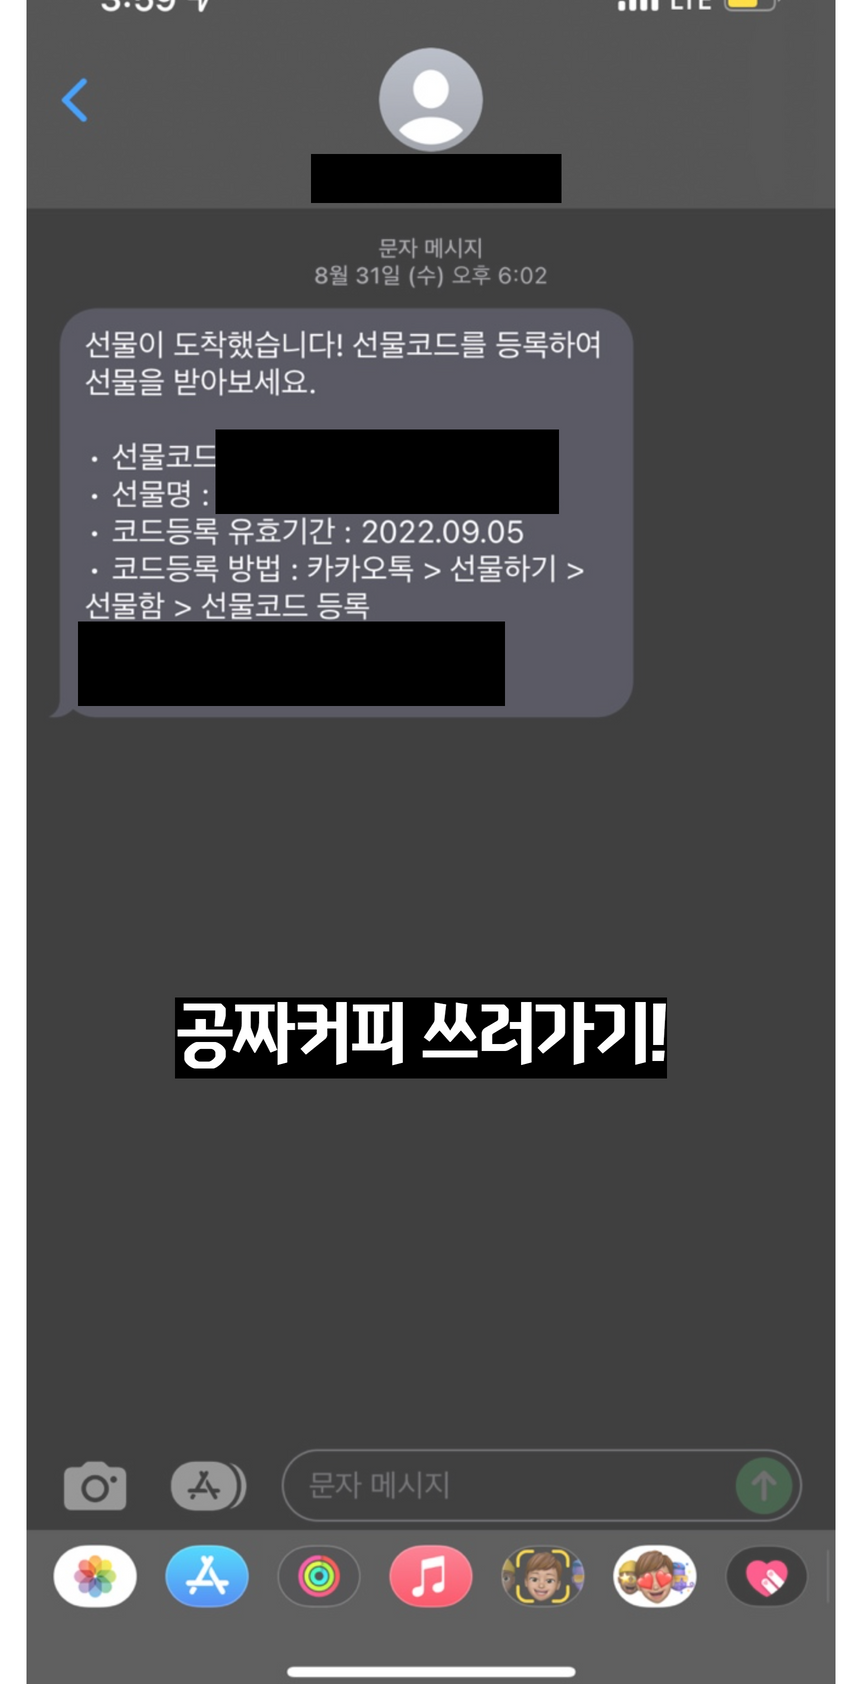 3:59
LTE
문자 메시지
8월 31일 (수) 오후 6:02
선물이 도착했습니다! 선물코드를 등록하여
선물을 받아보세요.
• 선물코드
• 선물명 :
• 코드등록 유효기간 : 2022.09.05
• 코드등록 방법 : 카카오톡 > 선물하기 >
선물함 > 선물코드 등록
공짜커피 쓰러가기!
문자 메시지